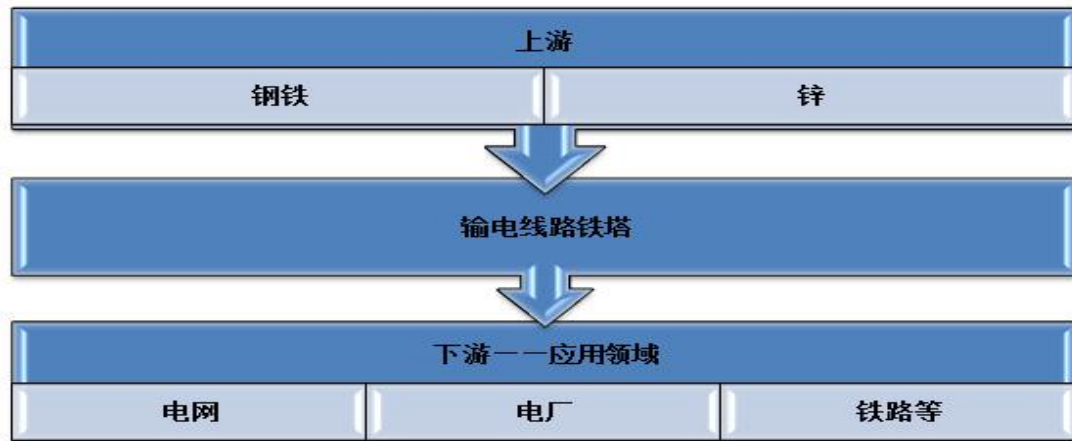 上游
钢铁 锌
输电线路铁塔
下游－－应用领域
电网 电厂 铁路等